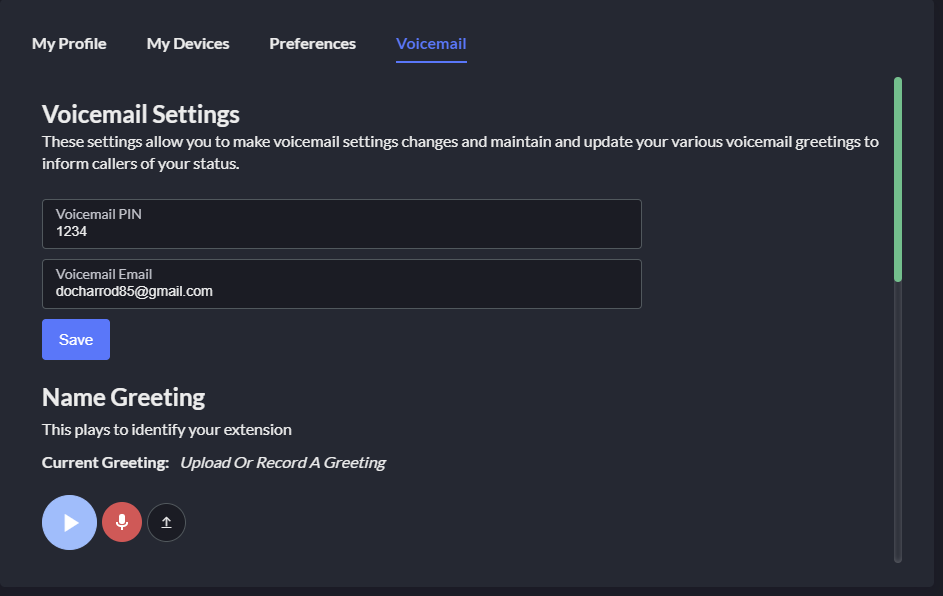 My Profile My Devices Preferences Voicemail
Voicemail Settings
These settings allow you to make voicemail settings changes and maintain and update your various voicemail greetings to
inform callers of your status.
Voicemail PIN
1234
Voicemail Email
docharrod85@gmail.com
Save
Name Greeting
This plays to identify your extension
Current Greeting: Upload Or Record A Greeting